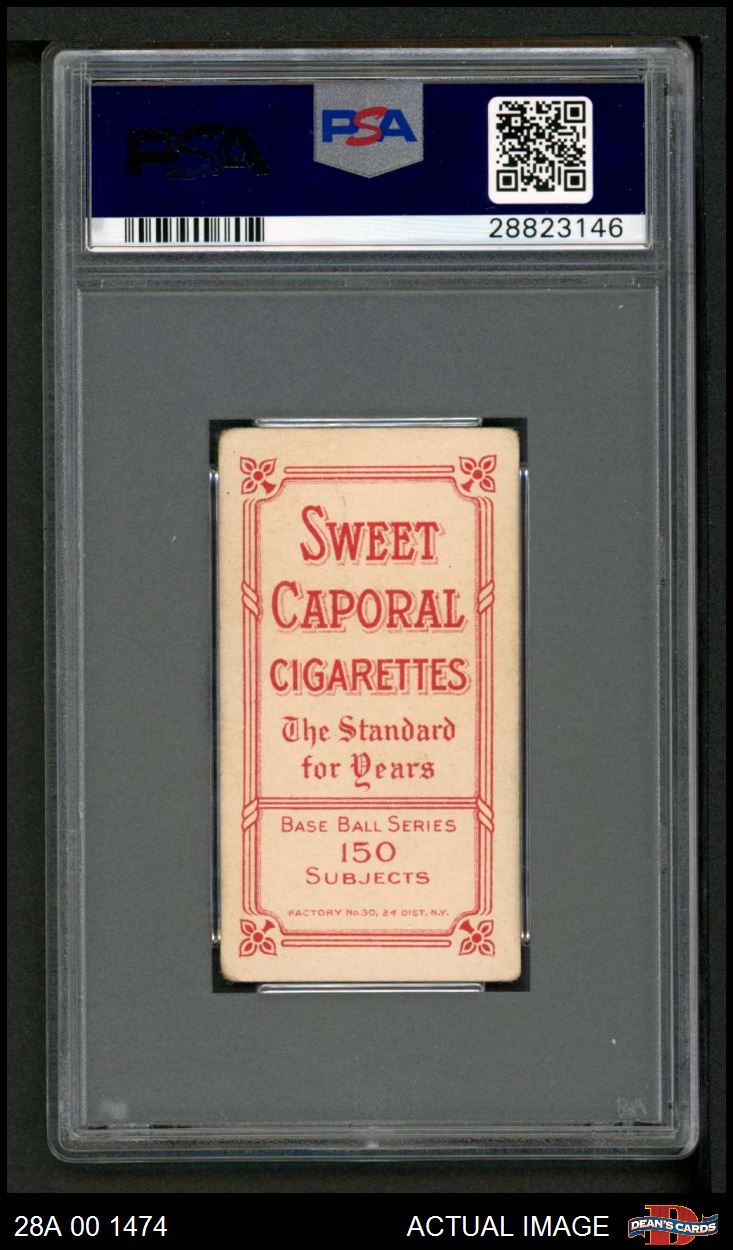 PSA
PSA
28823146
SWEET
CAPORAL
CIGARETTES
The Standard
for Years
BASE BALL SERIES
150
SUBJECTS
FACTORY No.30, 2d DIST. N.Y.
PSA
28A 00 1474
ACTUAL IMAGE
DEAN'S CARDS